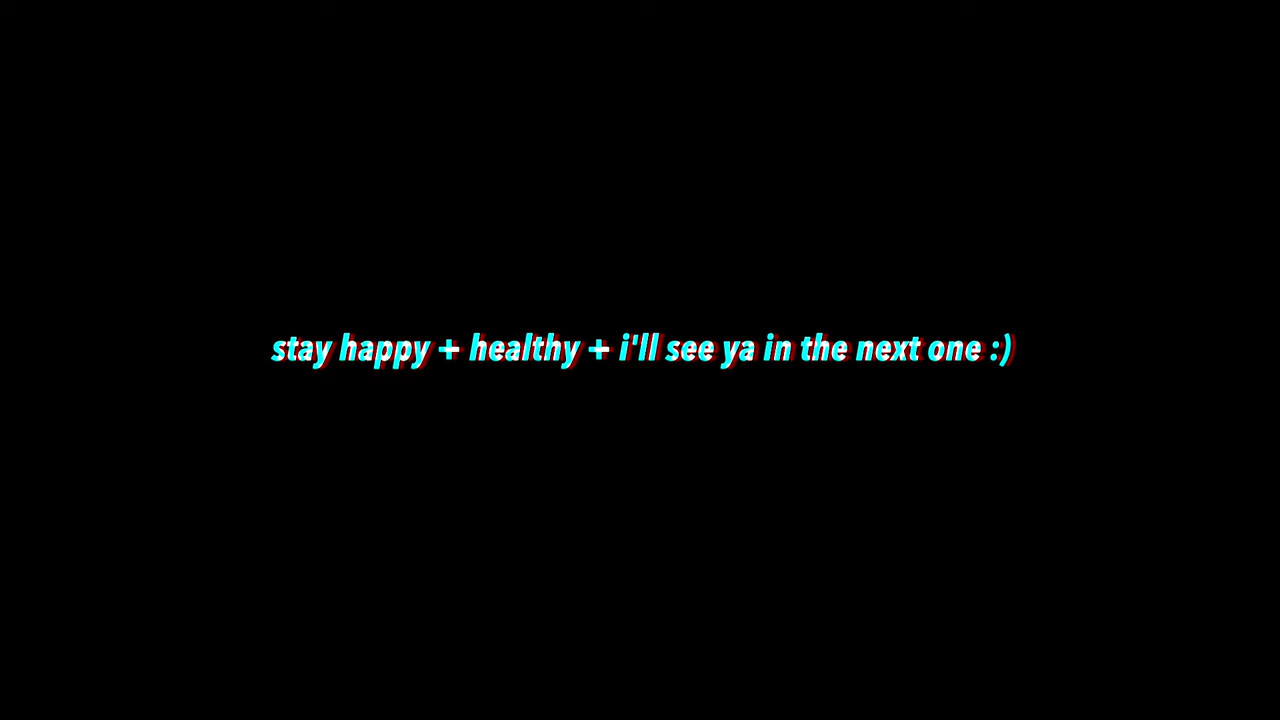 stay happy + healthy + i'll see ya in the next one :)